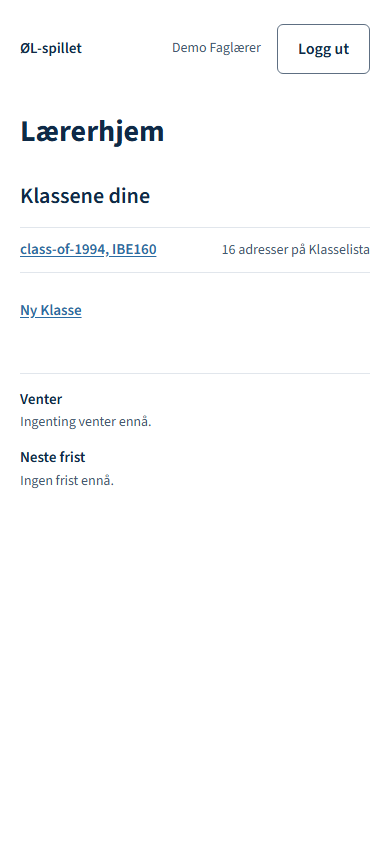 ØL-spillet
Demo Faglærer
Logg ut
Lærerhjem
Klassene dine
class-of-1994, IBE160
16 adresser på Klasselista
Ny Klasse
Venter
Ingenting venter ennå.
Neste frist
Ingen frist ennå.